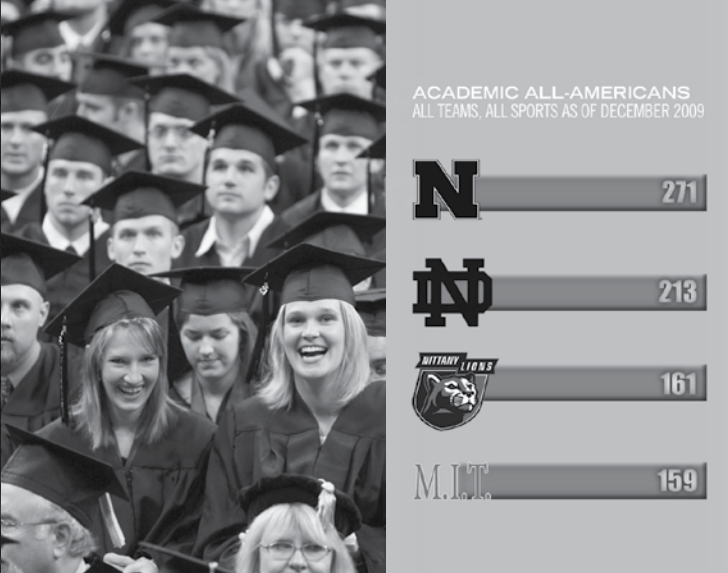 ACADEMIC ALL-AMERICANS
ALL TEAMS, ALL SPORTS AS OF DECEMBER 2009
N 271
ND 213
NITTANY LIONS 161
M.I.T. 159